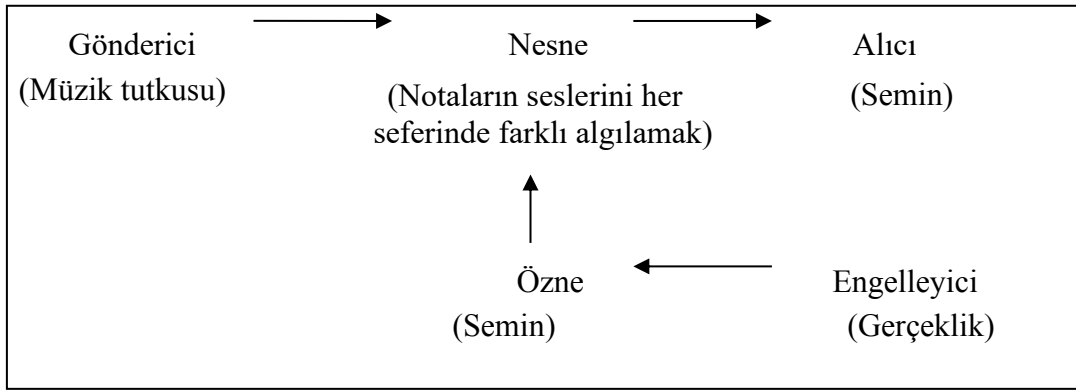 Gönderici Nesne Alıcı
(Müzik tutkusu) (Notaların seslerini her (Semin)
seferinde farklı algılamak)
Özne Engelleyici
(Semin) (Gerçeklik)